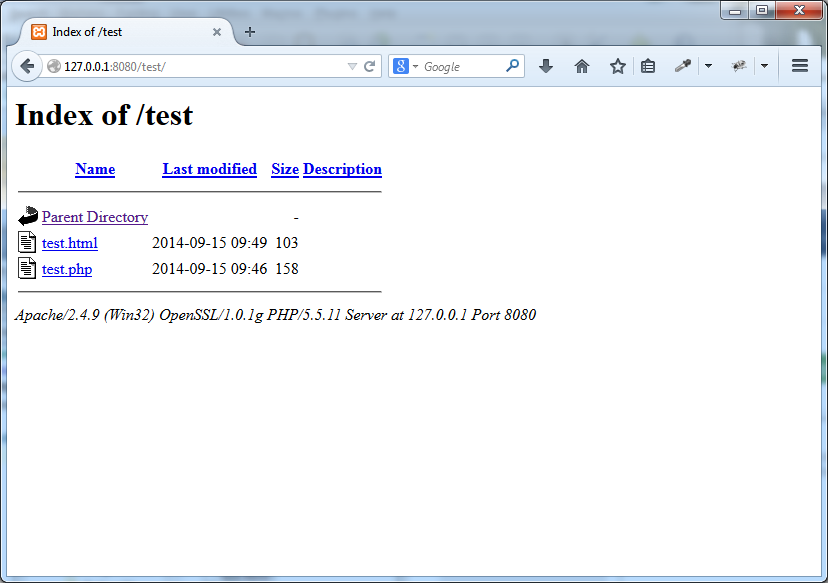 Index of /test
127.0.0.1:8080/test/
Google
Index of /test
Name Last modified Size Description
Parent Directory -
test.html 2014-09-15 09:49 103
test.php 2014-09-15 09:46 158
Apache/2.4.9 (Win32) OpenSSL/1.0.1g PHP/5.5.11 Server at 127.0.0.1 Port 8080